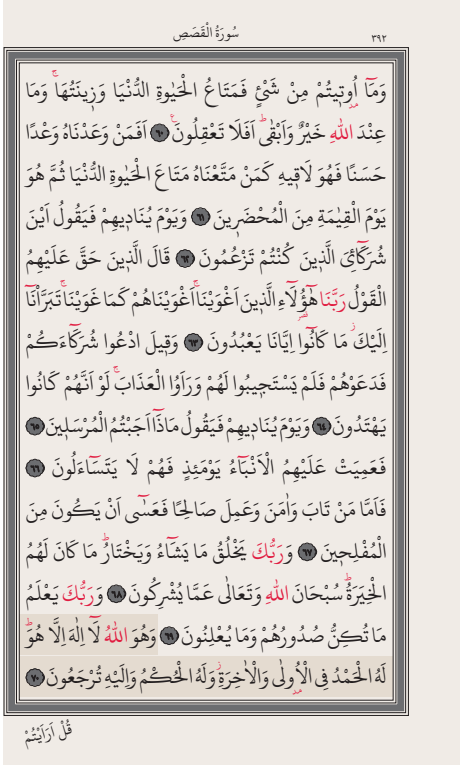 ٣٩٢ سُورَةُ الْقَصَصِ
وَمَٓا اُو۫ت۪يتُمْ مِنْ شَيْءٍ فَمَتَاعُ الْحَيٰوةِ الدُّنْيَا وَز۪ينَتُهَاۚ وَمَا
عِنْدَ اللّٰهِ خَيْرٌ وَاَبْقٰىۜ اَفَلَا تَعْقِلُونَ۟ ﴿٦٠﴾ اَفَمَنْ وَعَدْنَاهُ وَعْدًا
حَسَنًا فَهُوَ لَاق۪يهِ كَمَنْ مَتَّعْنَاهُ مَتَاعَ الْحَيٰوةِ الدُّنْيَا ثُمَّ هُوَ
يَوْمَ الْقِيٰمَةِ مِنَ الْمُحْضَر۪ينَ ﴿٦١﴾ وَيَوْمَ يُنَاد۪يهِمْ فَيَقُولُ اَيْنَ
شُرَكَٓائِيَ الَّذ۪ينَ كُنْتُمْ تَزْعُمُونَ ﴿٦٢﴾ قَالَ الَّذ۪ينَ حَقَّ عَلَيْهِمُ
الْقَوْلُ رَبَّنَا هٰٓؤُ۬لَٓاءِ الَّذ۪ينَ اَغْوَيْنَاۚ اَغْوَيْنَاهُمْ كَمَا غَوَيْنَاۚ تَبَرَّأْنَٓا
اِلَيْكَۘ مَا كَانُٓوا اِيَّانَا يَعْبُدُونَ ﴿٦٣﴾ وَق۪يلَ ادْعُوا شُرَكَٓاءَكُمْ
فَدَعَوْهُمْ فَلَمْ يَسْتَج۪يبُوا لَهُمْ وَرَاَوُا الْعَذَابَۚ لَوْ اَنَّهُمْ كَانُوا
يَهْتَدُونَ ﴿٦٤﴾ وَيَوْمَ يُنَاد۪يهِمْ فَيَقُولُ مَاذَٓا اَجَبْتُمُ الْمُرْسَل۪ينَ ﴿٦٥﴾
فَعَمِيَتْ عَلَيْهِمُ الْاَنْبَٓاءُ يَوْمَئِذٍ فَهُمْ لَا يَتَسَٓاءَلُونَ ﴿٦٦﴾
فَاَمَّا مَنْ تَابَ وَاٰمَنَ وَعَمِلَ صَالِحًا فَعَسٰٓى اَنْ يَكُونَ مِنَ
الْمُفْلِح۪ينَ ﴿٦٧﴾ وَرَبُّكَ يَخْلُقُ مَا يَشَٓاءُ وَيَخْتَارُۜ مَا كَانَ لَهُمُ
الْخِيَرَةُۜ سُبْحَانَ اللّٰهِ وَتَعَالٰى عَمَّا يُشْرِكُونَ ﴿٦٨﴾ وَرَبُّكَ يَعْلَمُ
مَا تُكِنُّ صُدُورُهُمْ وَمَا يُعْلِنُونَ ﴿٦٩﴾ وَهُوَ اللّٰهُ لَٓا اِلٰهَ اِلَّا هُوَۜ
لَهُ الْحَمْدُ فِي الْاُو۫لٰى وَالْاٰخِرَةِۘ وَلَهُ الْحُكْمُ وَاِلَيْهِ تُرْجَعُونَ ﴿٧٠﴾
قُلْ اَرَاَيْتُمْ